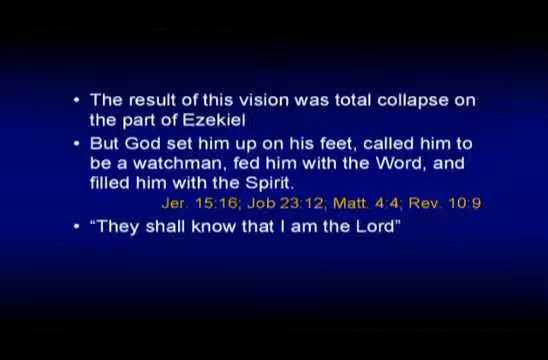 • The result of this vision was total collapse on
the part of Ezekiel
• But God set him up on his feet, called him to
be a watchman, fed him with the Word, and
filled him with the Spirit.
Jer. 15:16; Job 23:12; Matt. 4:4; Rev. 10:9
• “They shall know that I am the Lord”